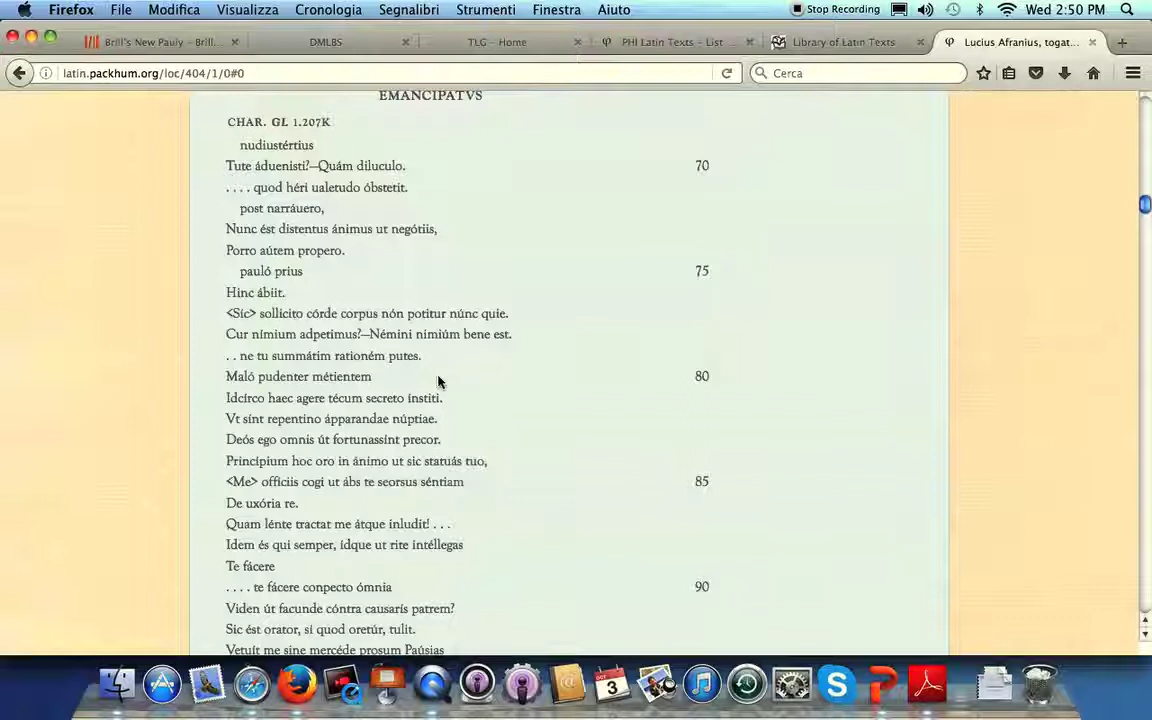 Firefox File Modifica Visualizza Cronologia Segnalibri Strumenti Finestra Aiuto Stop Recording Wed 2:50 PM
Brill's New Pauly – Brill... DMLBS TLG – Home PHI Latin Texts – List ... Library of Latin Texts Lucius Afranius, togat...
latin.packhum.org/loc/404/1/0#0 Cerca
EMANCIPATVS
CHAR. GL 1.207K
nudiustértius
Tute áduenisti?—Quám diluculo. 70
. . . . quod héri ualetudo óbstetit.
post narráuero,
Nunc ést distentus ánimus ut negótiis,
Porro aútem propero.
pauló prius 75
Hinc ábiit.
<Sic> sollicito córde corpus nón potitur núnc quie.
Cur nímium adpetimus?—Némini nimiúm bene est.
. . ne tu summátim rationém putes.
Maló pudenter métientem 80
Idcírco haec agere técum secreto ínstiti.
Vt sínt repentino ápparandae núptiae.
Deós ego omnis út fortunassínt precor.
Princípium hoc oro in ánimo ut sic statuás tuo,
<Me> officiis cogi ut ábs te seorsus séntiam 85
De uxória re.
Quam lénte tractat me átque inludit! . . .
Idem és qui semper, ídque ut rite intéllegas
Te fácere
. . . . te fácere conpecto ómnia 90
Viden út facunde cóntra causarís patrem?
Sic ést orator, si quod oretúr, tulit.
Vetuít me sine mercéde prosum Paúsias
OCT
3